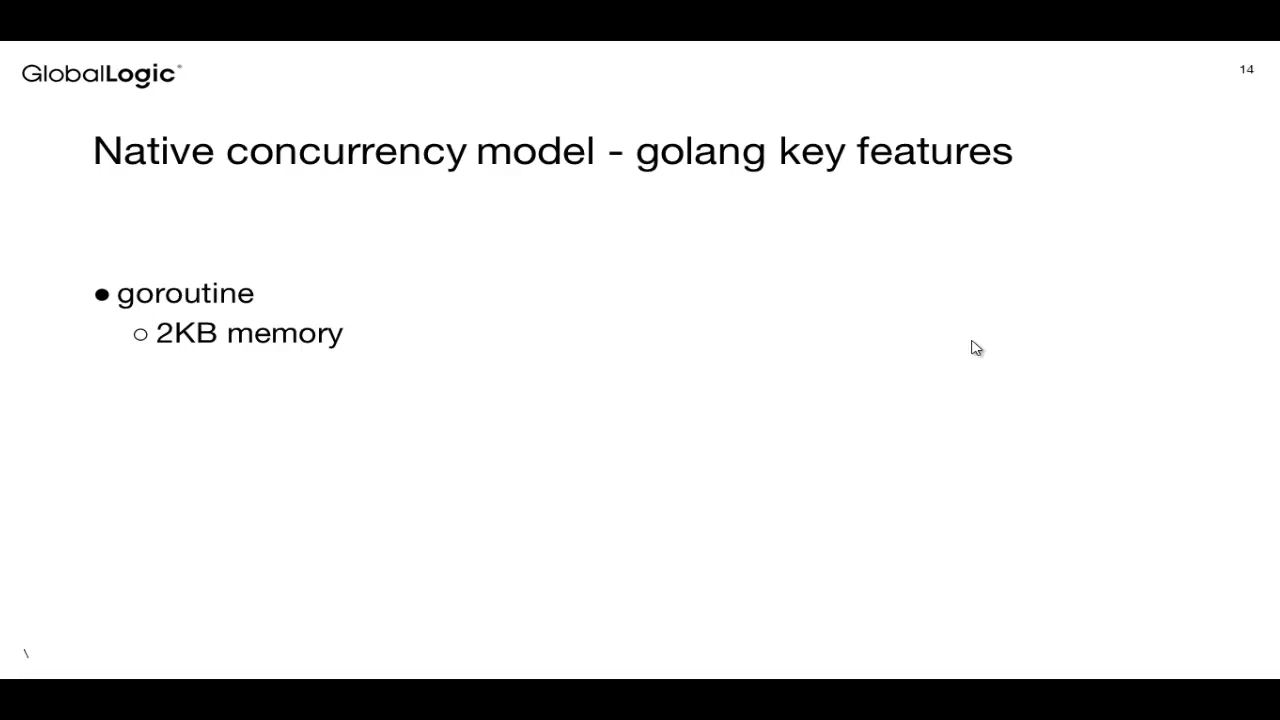 GlobalLogic®
14
Native concurrency model - golang key features
● goroutine
○ 2KB memory
\